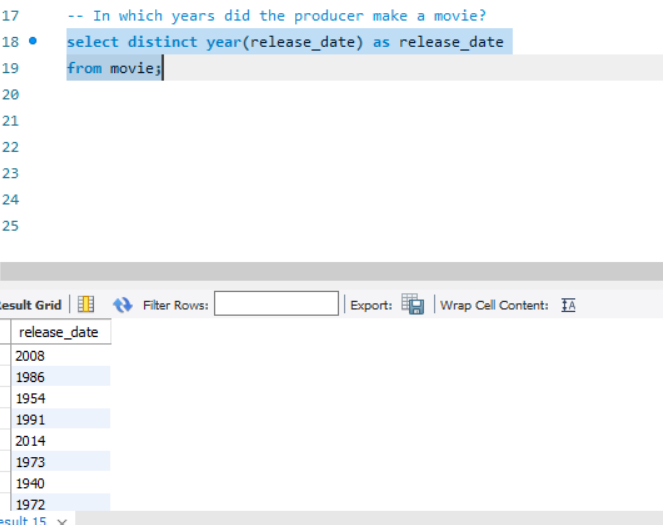 17 -- In which years did the producer make a movie?
18 select distinct year(release_date) as release_date
19 from movie;
20
21
22
23
24
25
Result Grid Filter Rows: Export: Wrap Cell Content: IA
release_date
2008
1986
1954
1991
2014
1973
1940
1972
esult 15 ×